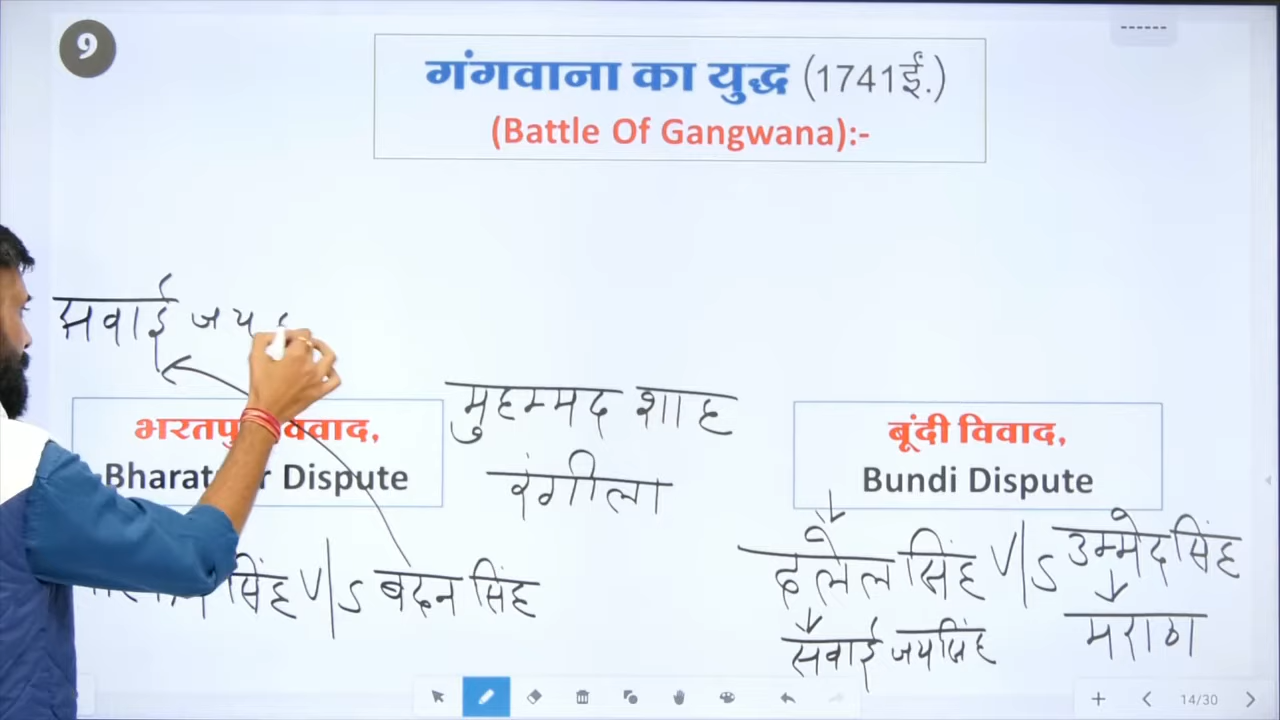 9
------
गंगवाना का युद्ध (1741ई.)
(Battle Of Gangwana):-
सवाई जय
मुहम्मद शाह
रंगीला
भरतपु विवाद,
Bharat r Dispute
बूंदी विवाद,
Bundi Dispute
सिंह V/S बदन सिंह
दलेल सिंह V/S उम्मेद सिंह
सवाई जयसिंह
मराठा
14/30